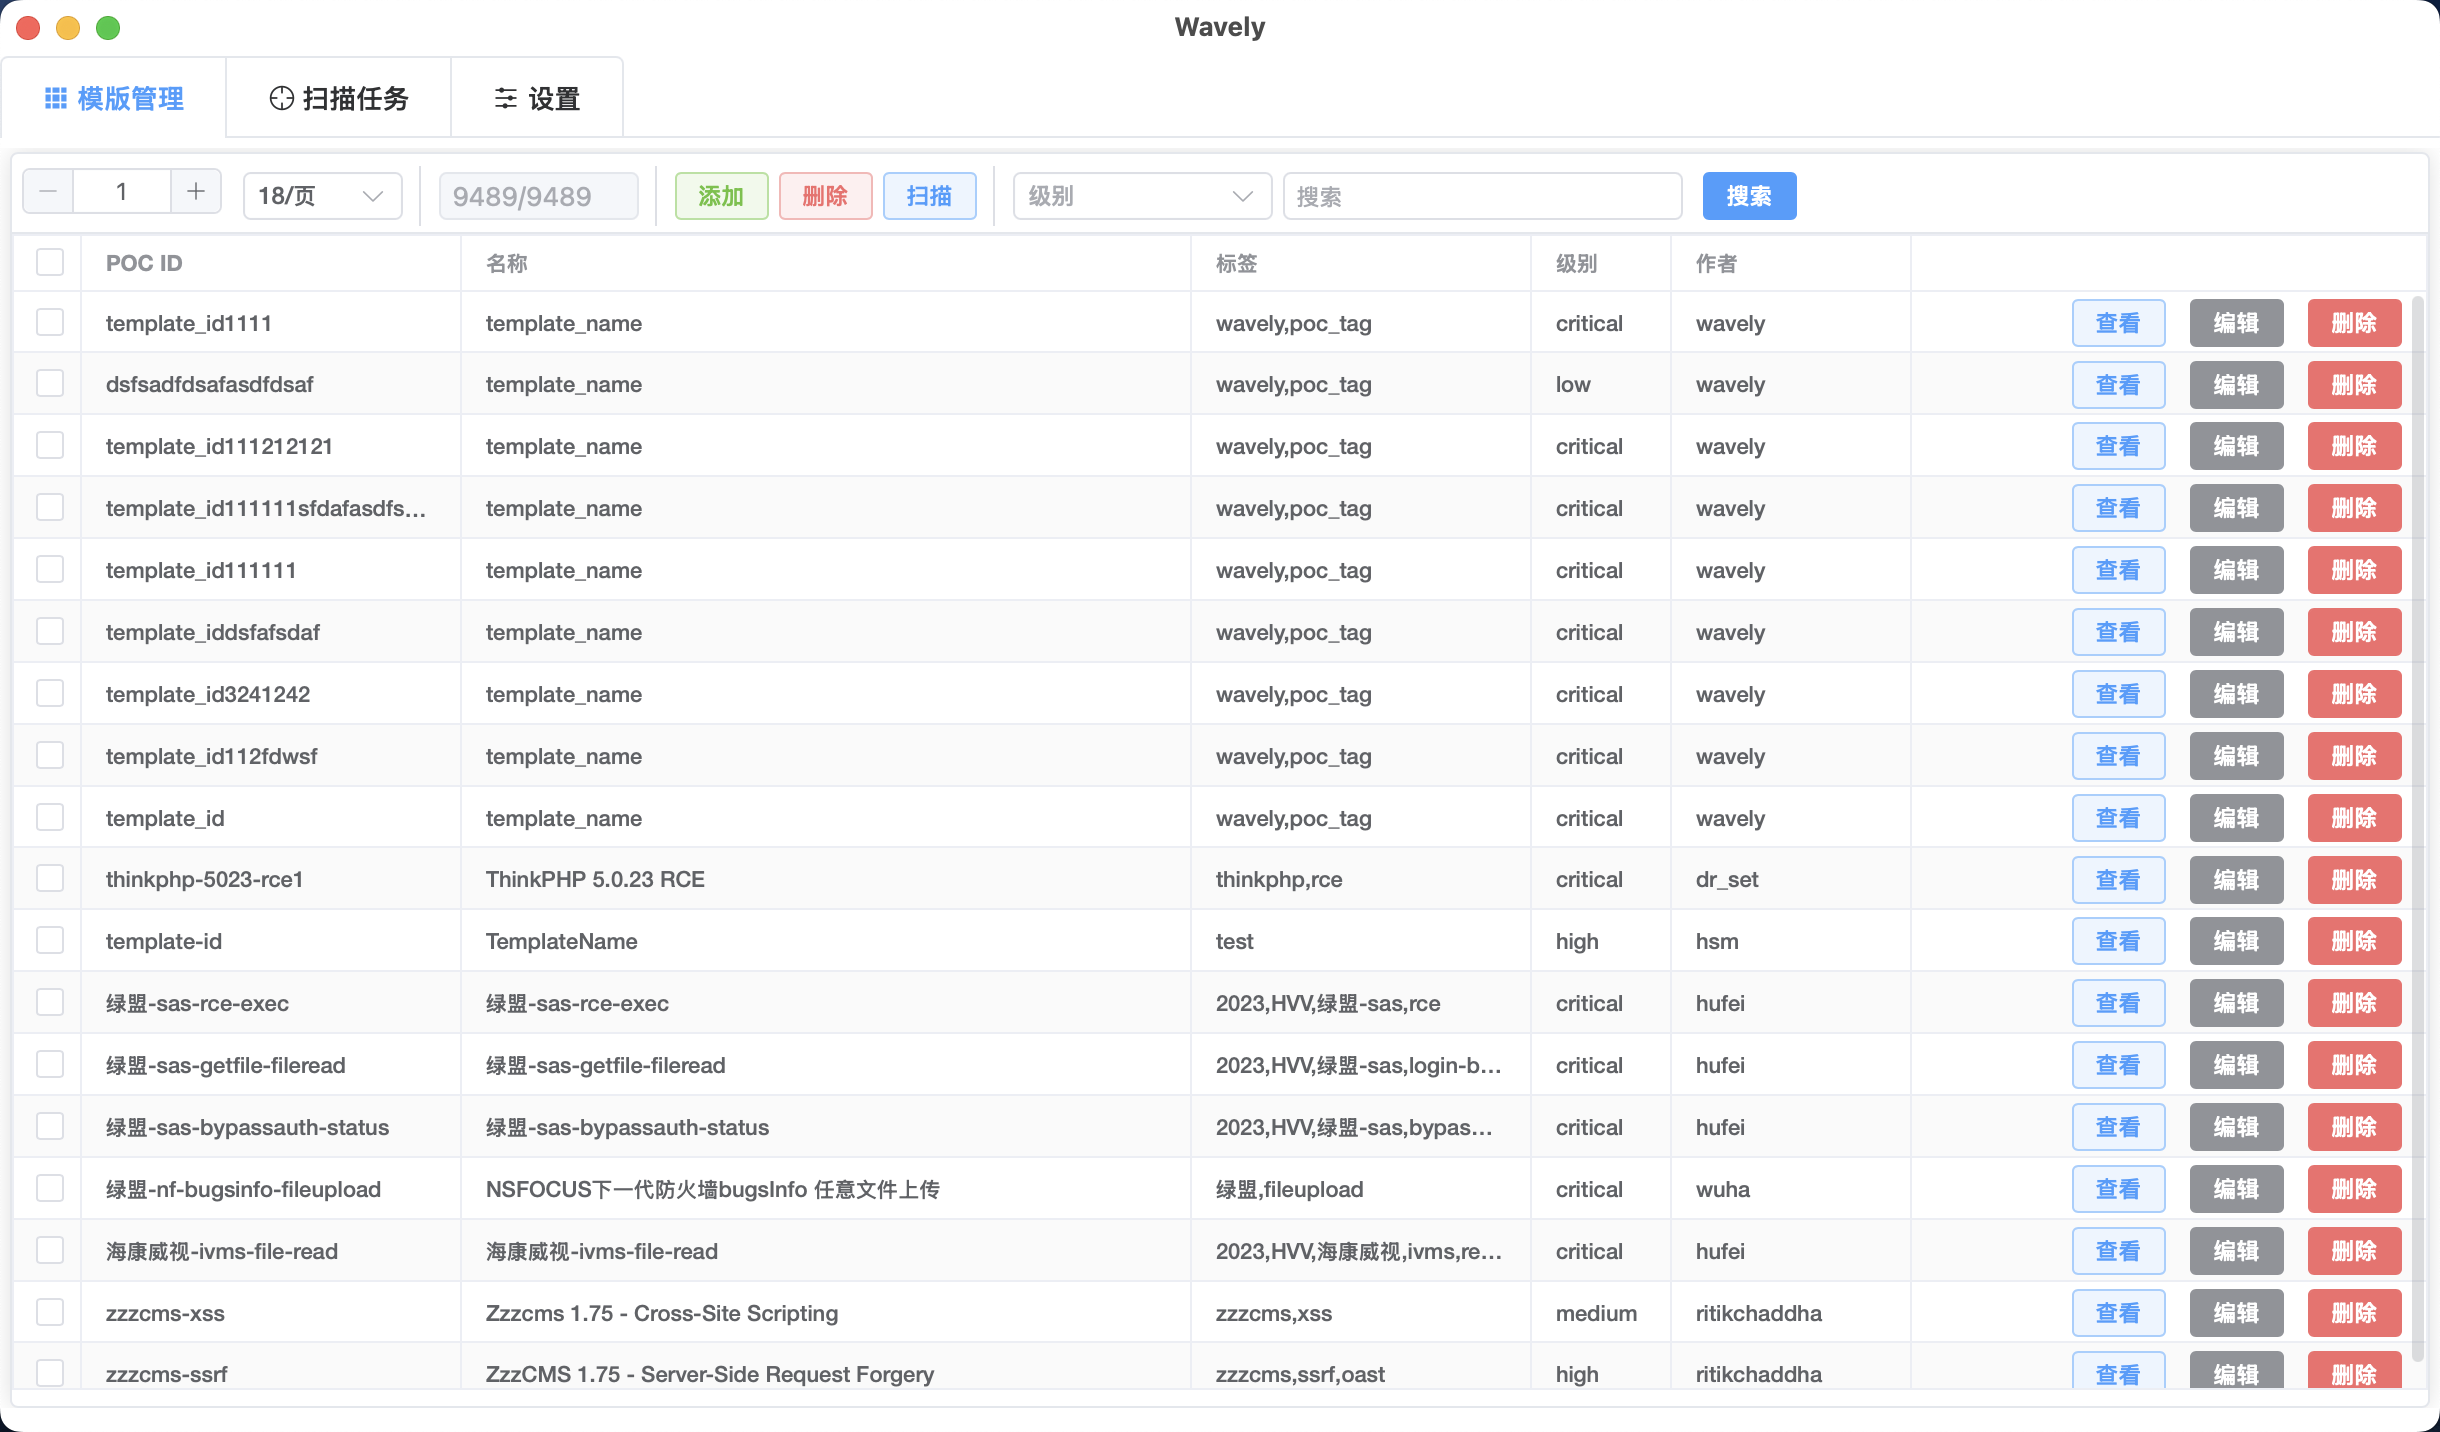 Wavely
模版管理 扫描任务 设置
1 18/页 9489/9489 添加 删除 扫描 级别 搜索 搜索
POC ID 名称 标签 级别 作者
template_id1111 template_name wavely,poc_tag critical wavely 查看 编辑 删除
dsfsadfdsafasdfdsaf template_name wavely,poc_tag low wavely 查看 编辑 删除
template_id111212121 template_name wavely,poc_tag critical wavely 查看 编辑 删除
template_id111111sfdafasdfs... template_name wavely,poc_tag critical wavely 查看 编辑 删除
template_id111111 template_name wavely,poc_tag critical wavely 查看 编辑 删除
template_iddsfafsdaf template_name wavely,poc_tag critical wavely 查看 编辑 删除
template_id3241242 template_name wavely,poc_tag critical wavely 查看 编辑 删除
template_id112fdwsf template_name wavely,poc_tag critical wavely 查看 编辑 删除
template_id template_name wavely,poc_tag critical wavely 查看 编辑 删除
thinkphp-5023-rce1 ThinkPHP 5.0.23 RCE thinkphp,rce critical dr_set 查看 编辑 删除
template-id TemplateName test high hsm 查看 编辑 删除
绿盟-sas-rce-exec 绿盟-sas-rce-exec 2023,HVV,绿盟-sas,rce critical hufei 查看 编辑 删除
绿盟-sas-getfile-fileread 绿盟-sas-getfile-fileread 2023,HVV,绿盟-sas,login-b... critical hufei 查看 编辑 删除
绿盟-sas-bypassauth-status 绿盟-sas-bypassauth-status 2023,HVV,绿盟-sas,bypas... critical hufei 查看 编辑 删除
绿盟-nf-bugsinfo-fileupload NSFOCUS下一代防火墙bugsInfo 任意文件上传 绿盟,fileupload critical wuha 查看 编辑 删除
海康威视-ivms-file-read 海康威视-ivms-file-read 2023,HVV,海康威视,ivms,re... critical hufei 查看 编辑 删除
zzzcms-xss Zzzcms 1.75 - Cross-Site Scripting zzzcms,xss medium ritikchaddha 查看 编辑 删除
zzzcms-ssrf ZzzCMS 1.75 - Server-Side Request Forgery zzzcms,ssrf,oast high ritikchaddha 查看 编辑 删除